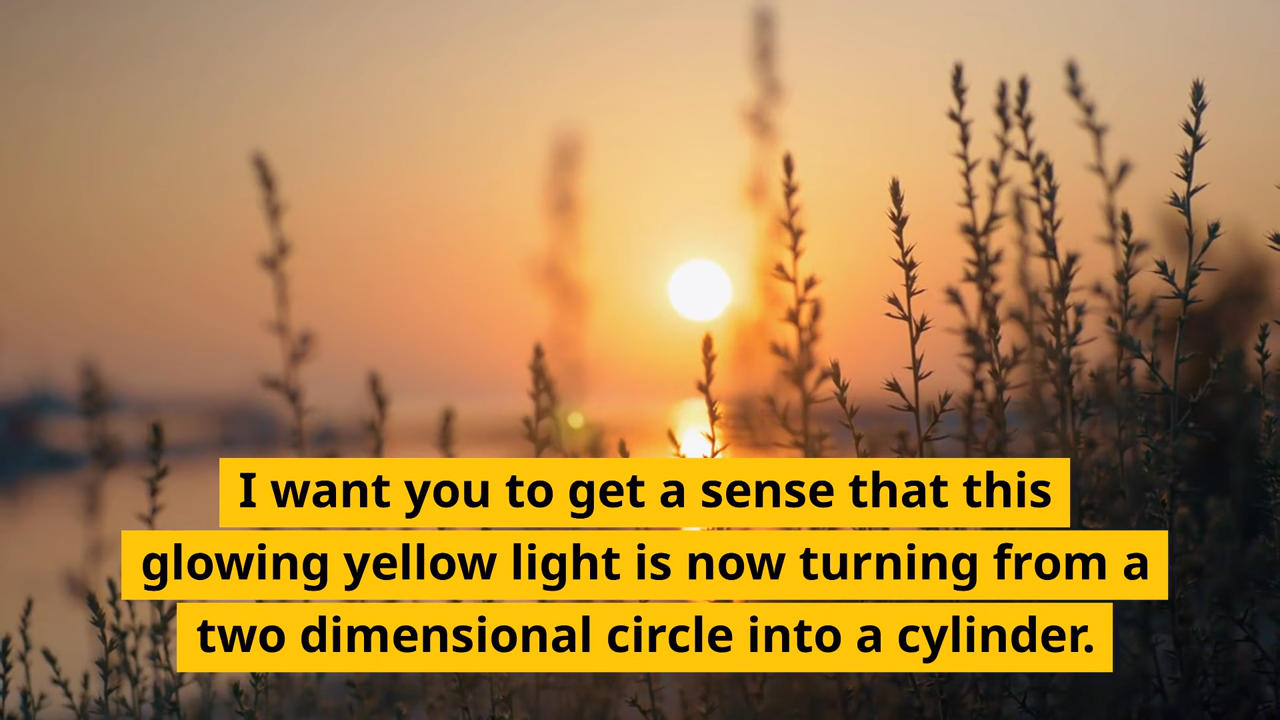 I want you to get a sense that this
glowing yellow light is now turning from a
two dimensional circle into a cylinder.